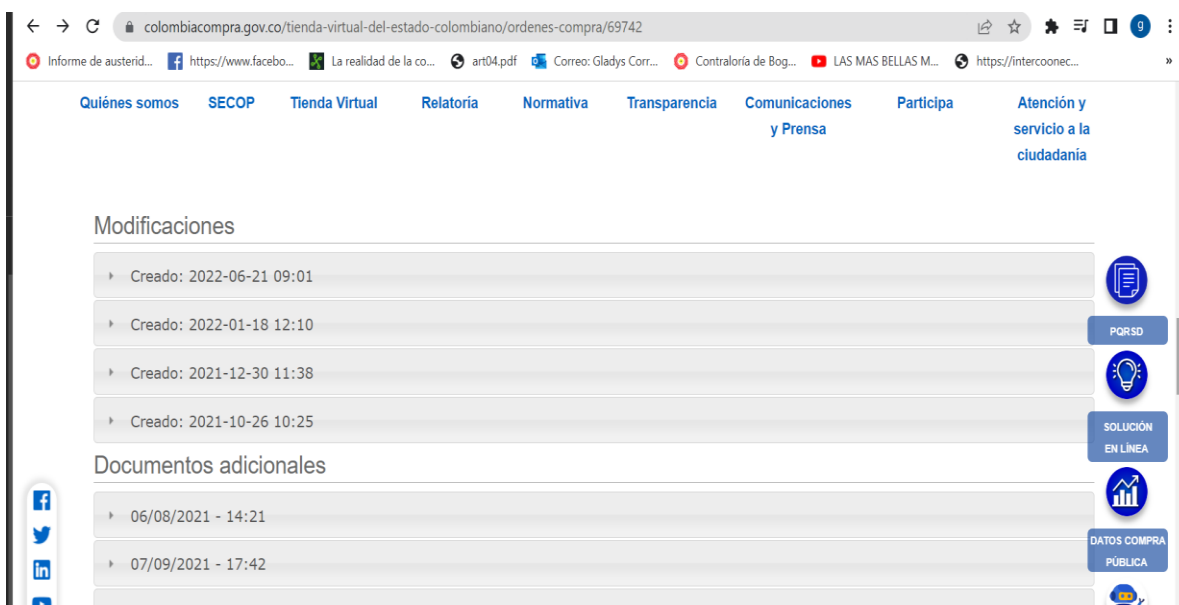 colombiacompra.gov.co/tienda-virtual-del-estado-colombiano/ordenes-compra/69742
g
Informe de austerid... https://www.facebo... La realidad de la co... art04.pdf Correo: Gladys Corr... Contraloría de Bog... LAS MAS BELLAS M... https://intercoonec... »
Quiénes somos SECOP Tienda Virtual Relatoría Normativa Transparencia Comunicaciones y Prensa Participa Atención y servicio a la ciudadanía
Modificaciones
Creado: 2022-06-21 09:01
Creado: 2022-01-18 12:10
PQRSD
Creado: 2021-12-30 11:38
Creado: 2021-10-26 10:25
SOLUCIÓN
EN LÍNEA
Documentos adicionales
06/08/2021 - 14:21
DATOS COMPRA
PÚBLICA
07/09/2021 - 17:42